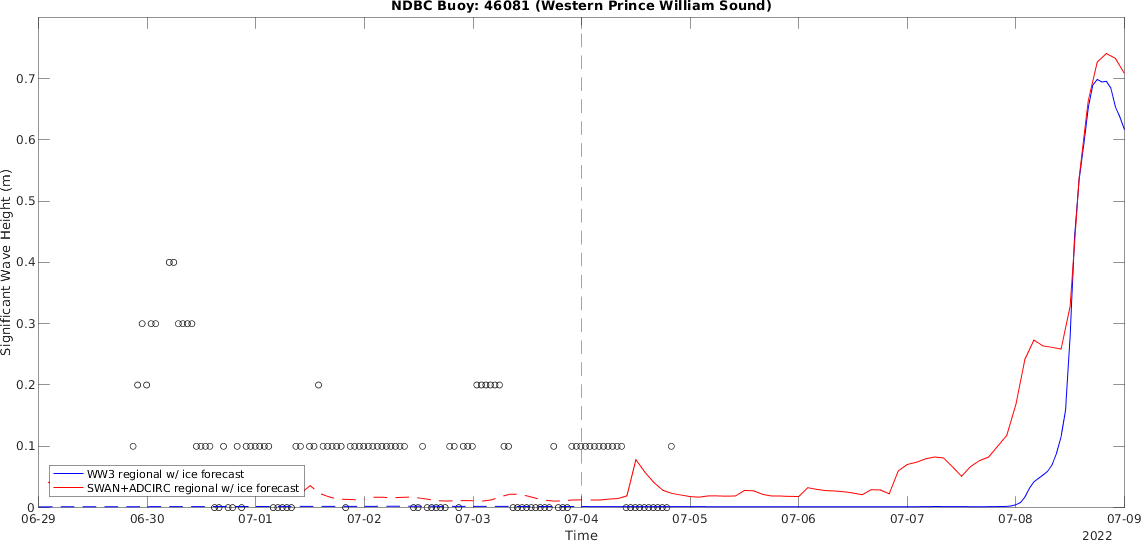 NDBC Buoy: 46081 (Western Prince William Sound)
Significant Wave Height (m)
0.7
0.6
0.5
0.4
0.3
0.2
0.1
0
WW3 regional w/ ice forecast
SWAN+ADCIRC regional w/ ice forecast
06-29 06-30 07-01 07-02 07-03 07-04 07-05 07-06 07-07 07-08 07-09
Time
2022